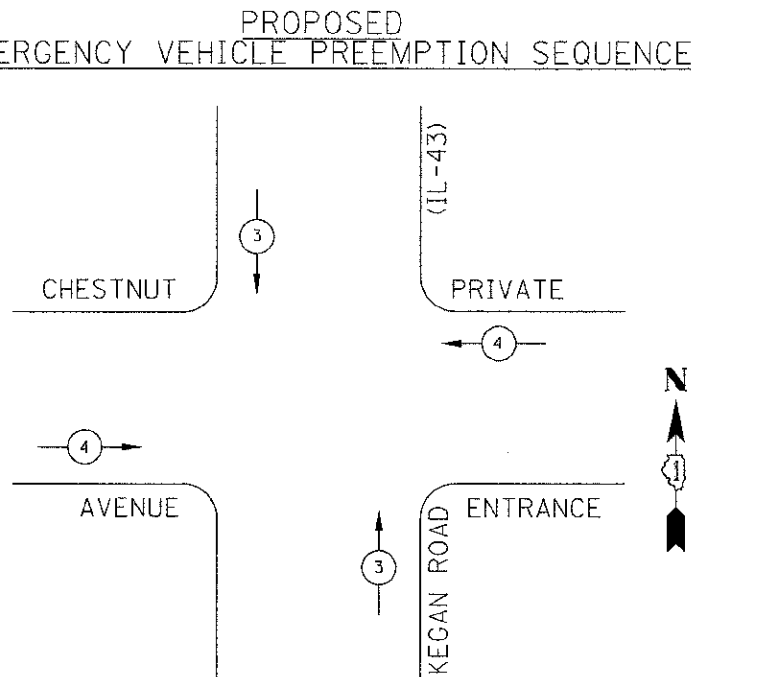 PROPOSED
ERGENCY VEHICLE PREEMPTION SEQUENCE
(IL-43)
3
CHESTNUT
PRIVATE
4
N
4
AVENUE
ENTRANCE
3
KEGAN ROAD